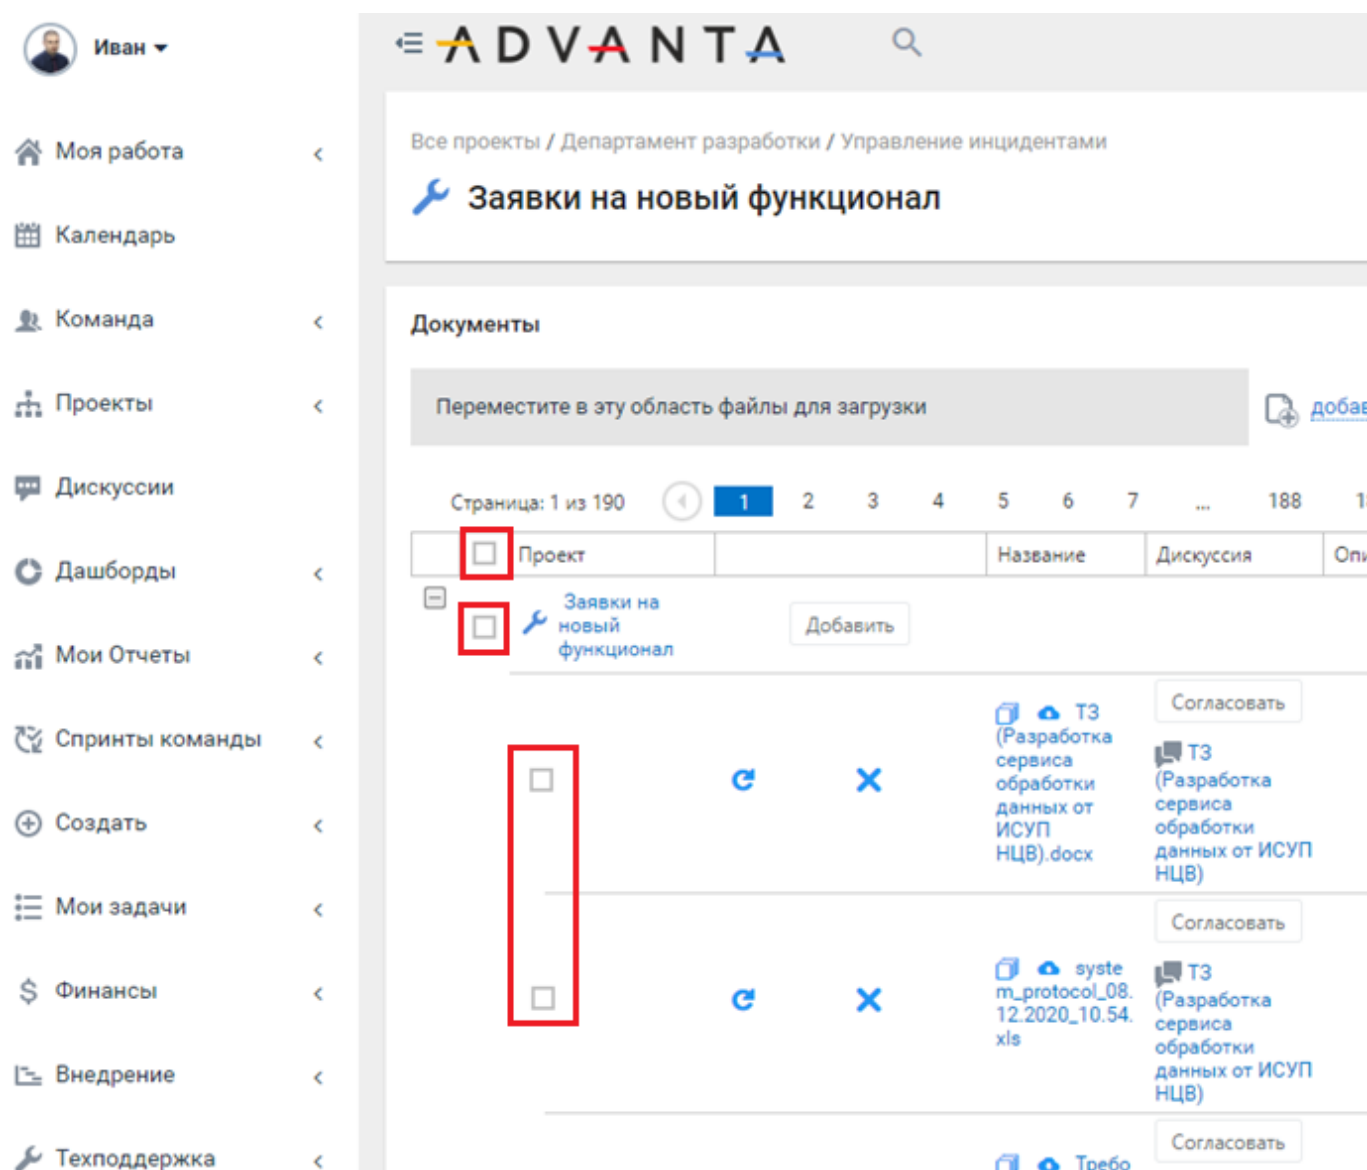 Иван
ADVANTA
Моя работа
Календарь
Команда
Проекты
Дискуссии
Дашборды
Мои Отчеты
Спринты команды
Создать
Мои задачи
Финансы
Внедрение
Техподдержка
Все проекты / Департамент разработки / Управление инцидентами
Заявки на новый функционал
Документы
Переместите в эту область файлы для загрузки
Страница: 1 из 190 1 2 3 4 5 6 7 ... 188
Проект Название Дискуссия
Заявки на
новый
функционал
Добавить
ТЗ
(Разработка
сервиса
обработки
данных от
ИСУП
НЦВ).docx
Согласовать
ТЗ
(Разработка
сервиса
обработки
данных от ИСУП
НЦВ)
syste
m_protocol_08.
12.2020_10.54.
xls
Согласовать
ТЗ
(Разработка
сервиса
обработки
данных от ИСУП
НЦВ)
Требо
Согласовать